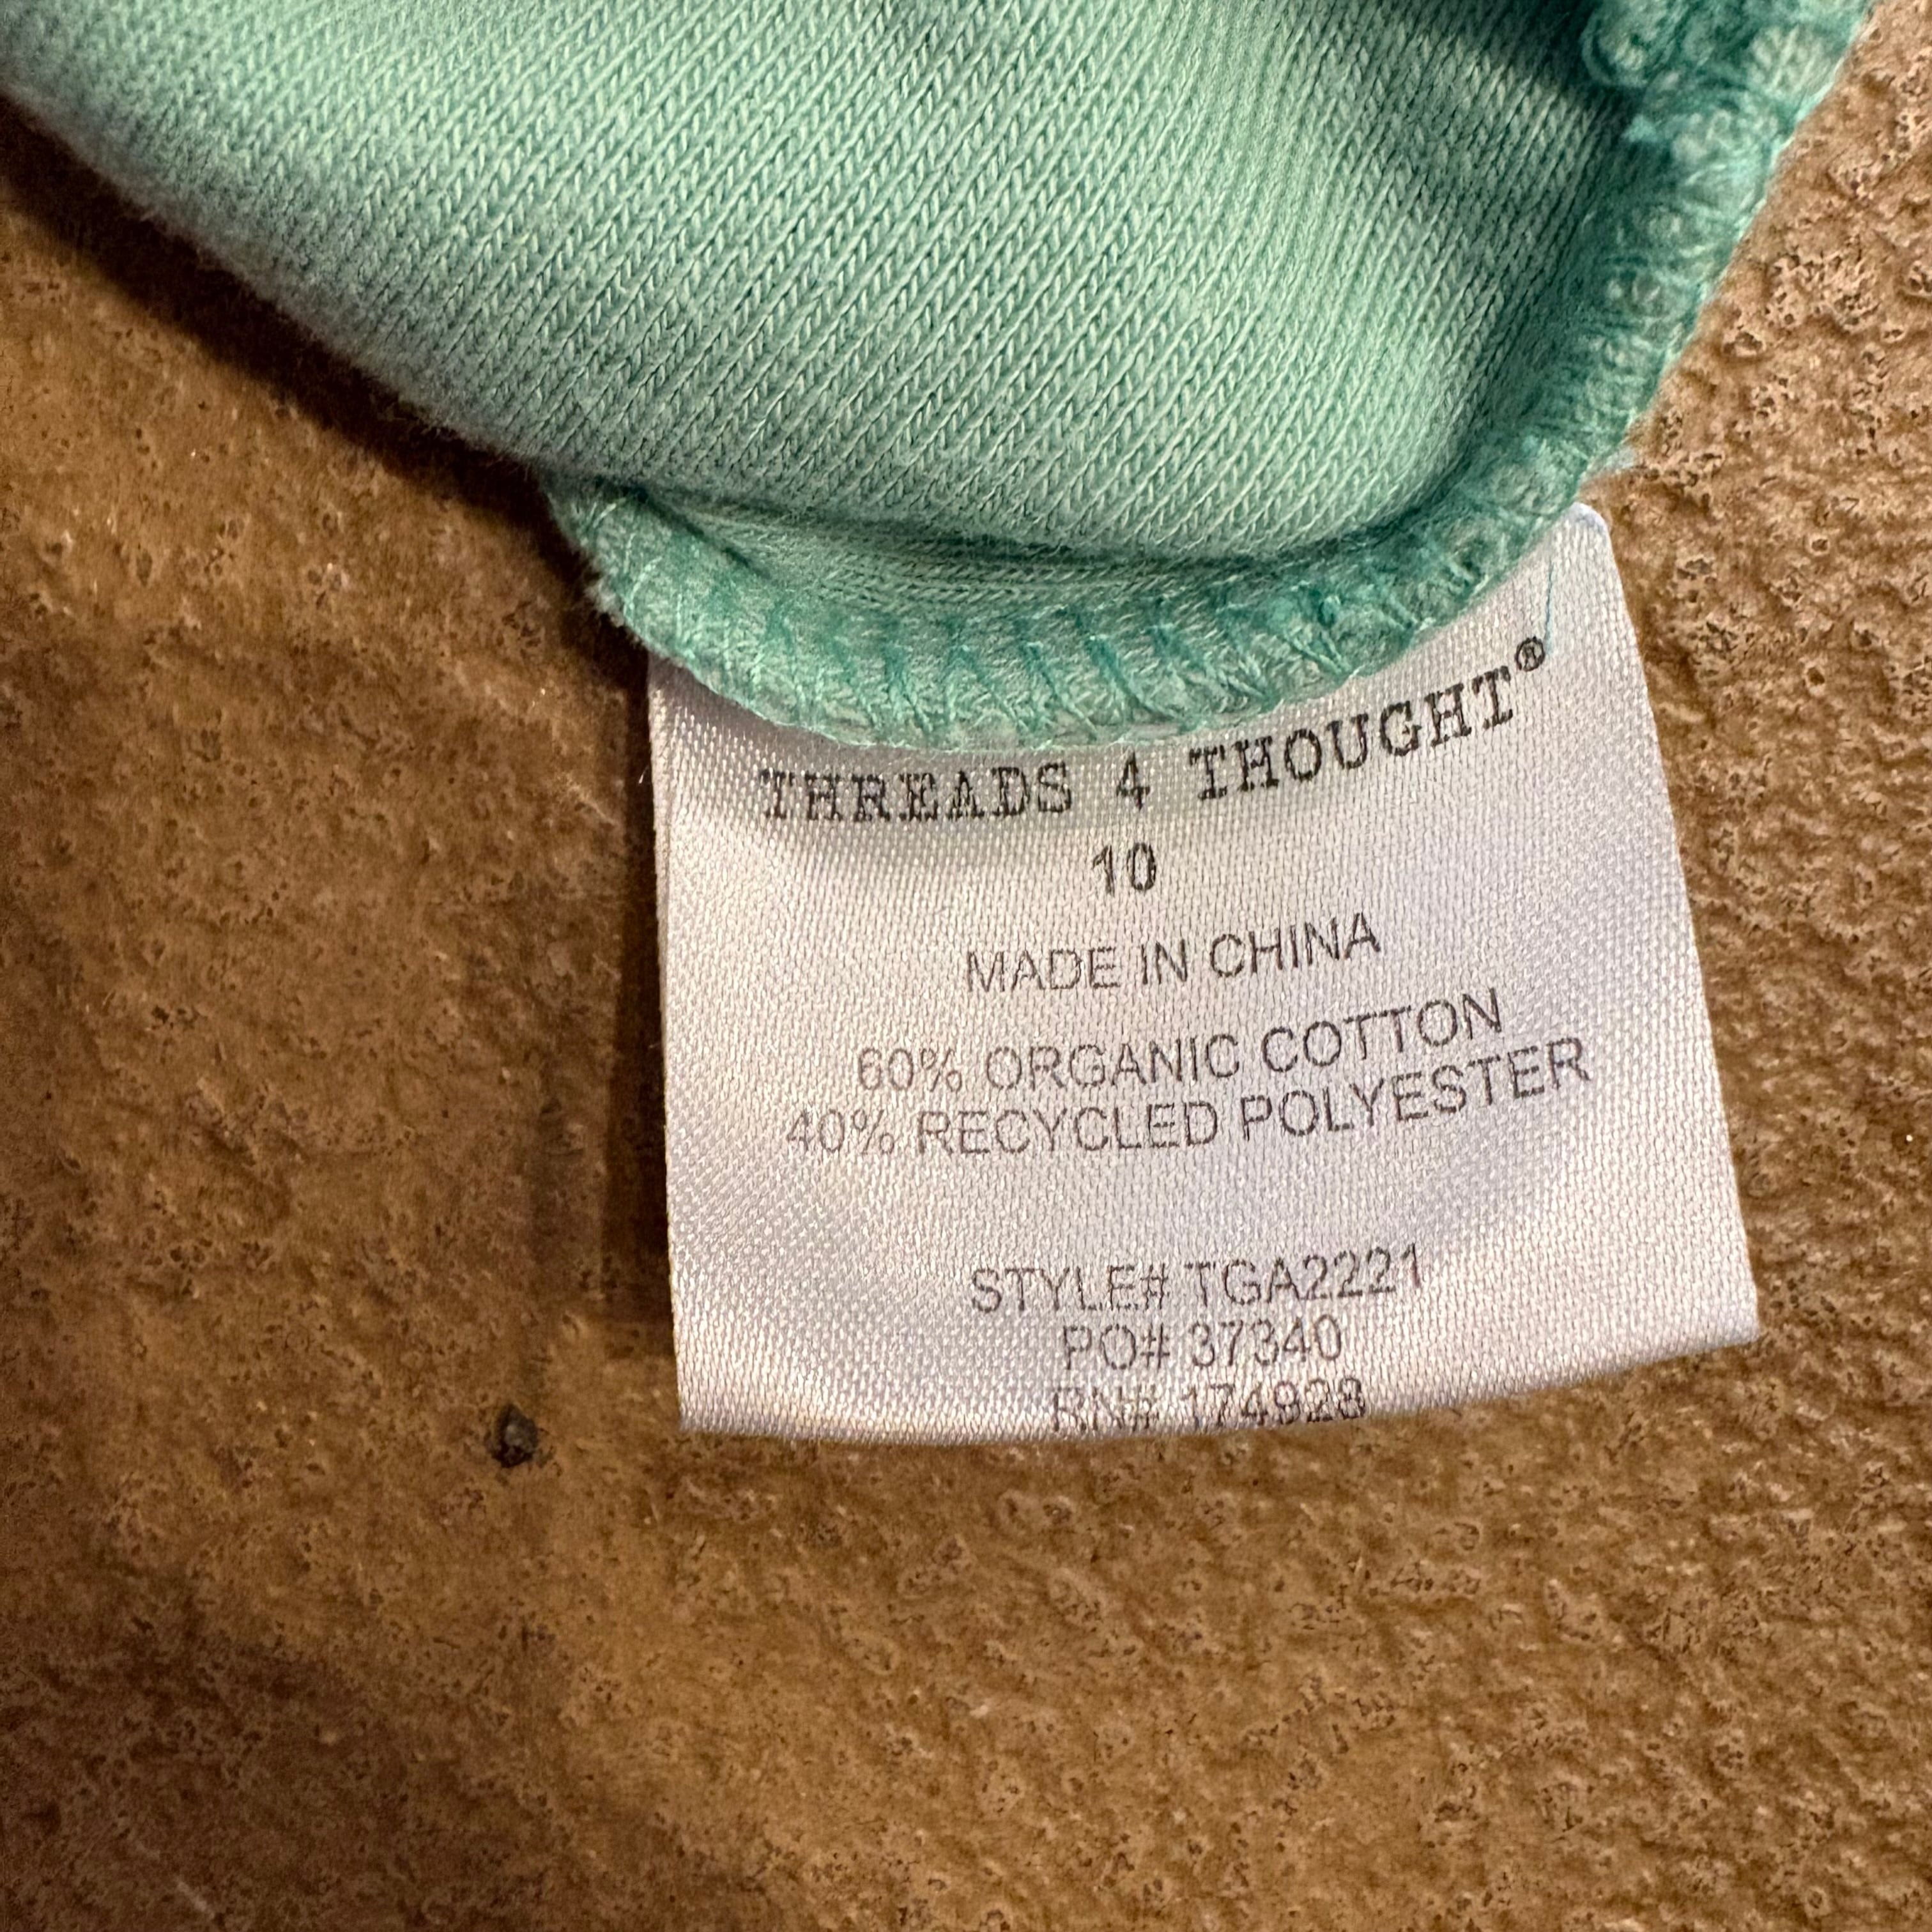 THREADS 4 THOUGHT®
10
MADE IN CHINA
60% ORGANIC COTTON
40% RECYCLED POLYESTER
STYLE# TGA2221
PO# 37340
RN# 174928